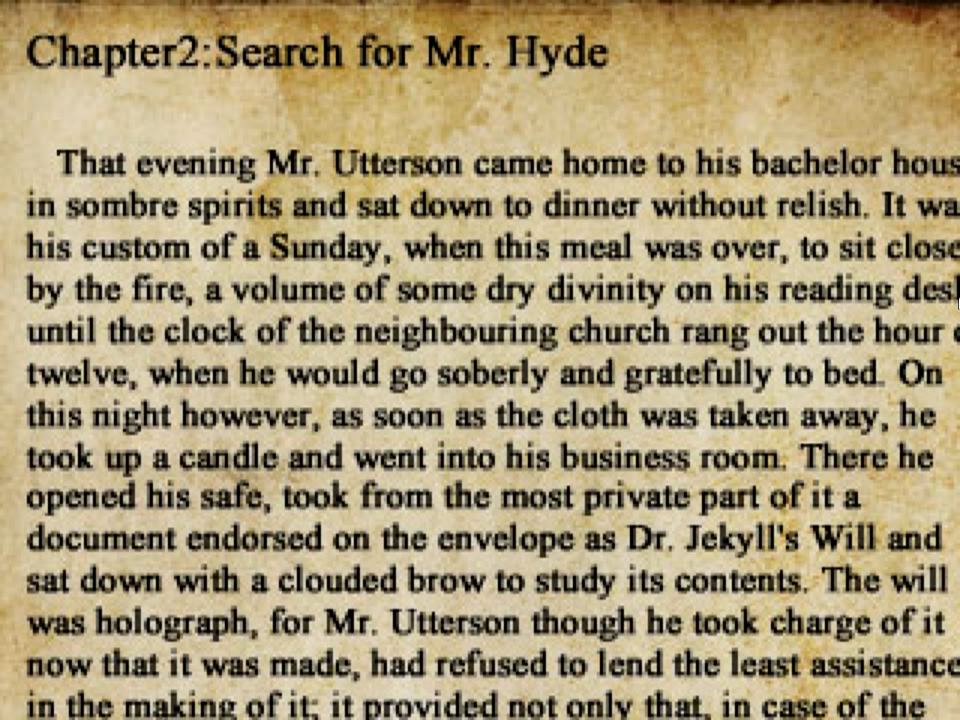 Chapter2:Search for Mr. Hyde
That evening Mr. Utterson came home to his bachelor hous
in sombre spirits and sat down to dinner without relish. It wa
his custom of a Sunday, when this meal was over, to sit close
by the fire, a volume of some dry divinity on his reading desk
until the clock of the neighbouring church rang out the hour o
twelve, when he would go soberly and gratefully to bed. On
this night however, as soon as the cloth was taken away, he
took up a candle and went into his business room. There he
opened his safe, took from the most private part of it a
document endorsed on the envelope as Dr. Jekyll's Will and
sat down with a clouded brow to study its contents. The will
was holograph, for Mr. Utterson though he took charge of it
now that it was made, had refused to lend the least assistance
in the making of it; it provided not only that, in case of the